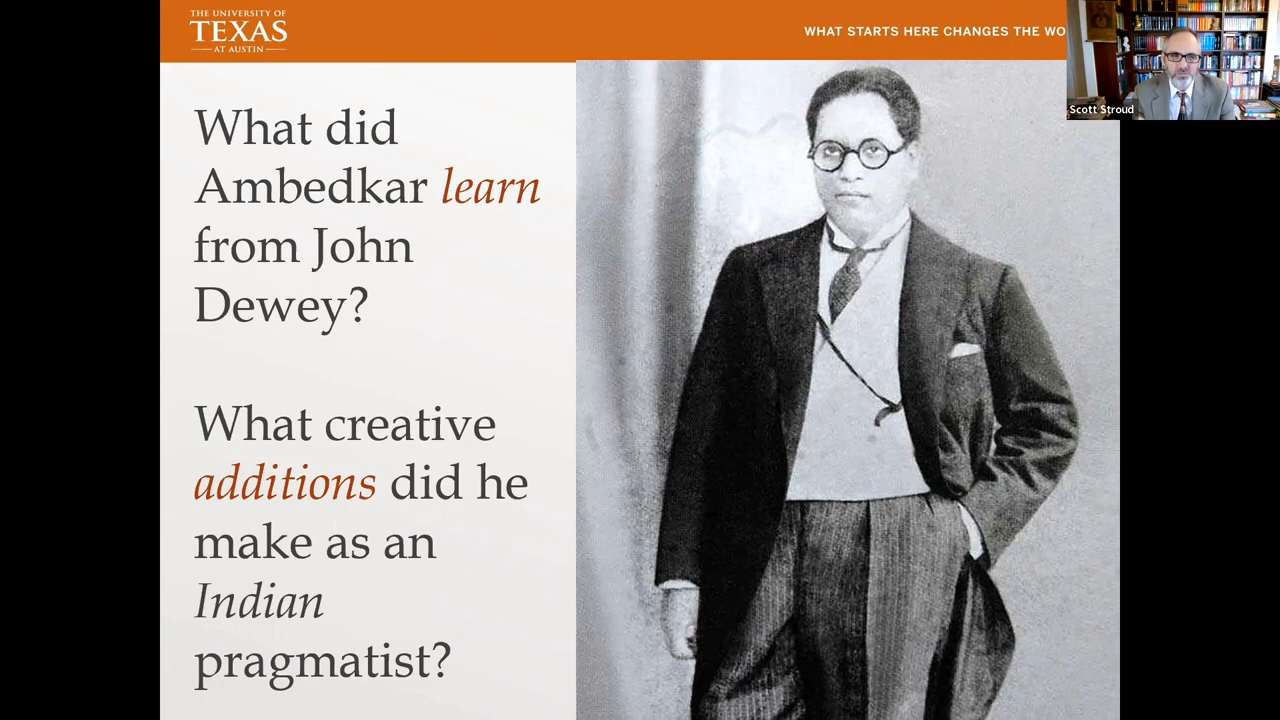 THE UNIVERSITY OF
TEXAS
AT AUSTIN
WHAT STARTS HERE CHANGES THE WO
Scott Stroud
What did
Ambedkar learn
from John
Dewey?
What creative
additions did he
make as an
Indian
pragmatist?